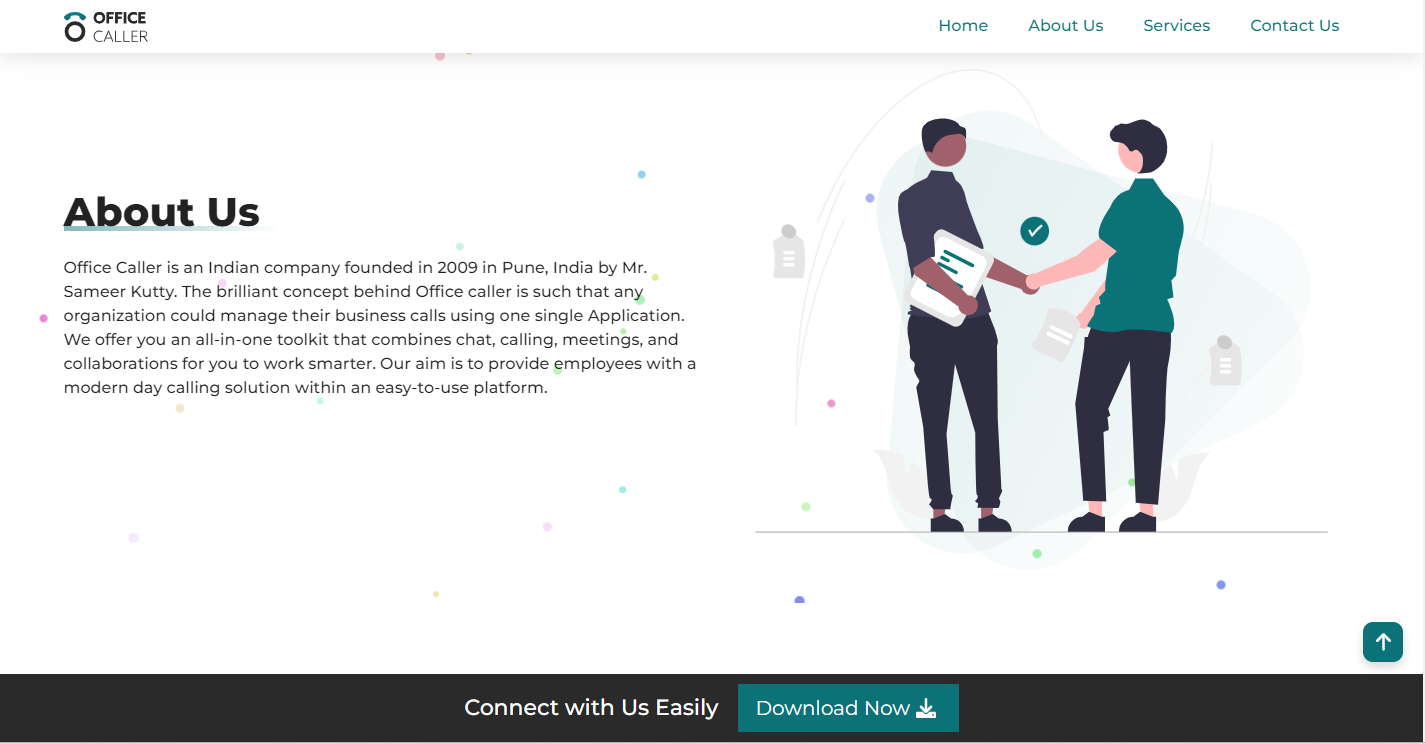 OFFICE
CALLER
Home
About Us
Services
Contact Us
About Us
Office Caller is an Indian company founded in 2009 in Pune, India by Mr.
Sameer Kutty. The brilliant concept behind Office caller is such that any
organization could manage their business calls using one single Application.
We offer you an all-in-one toolkit that combines chat, calling, meetings, and
collaborations for you to work smarter. Our aim is to provide employees with a
modern day calling solution within an easy-to-use platform.
Connect with Us Easily
Download Now